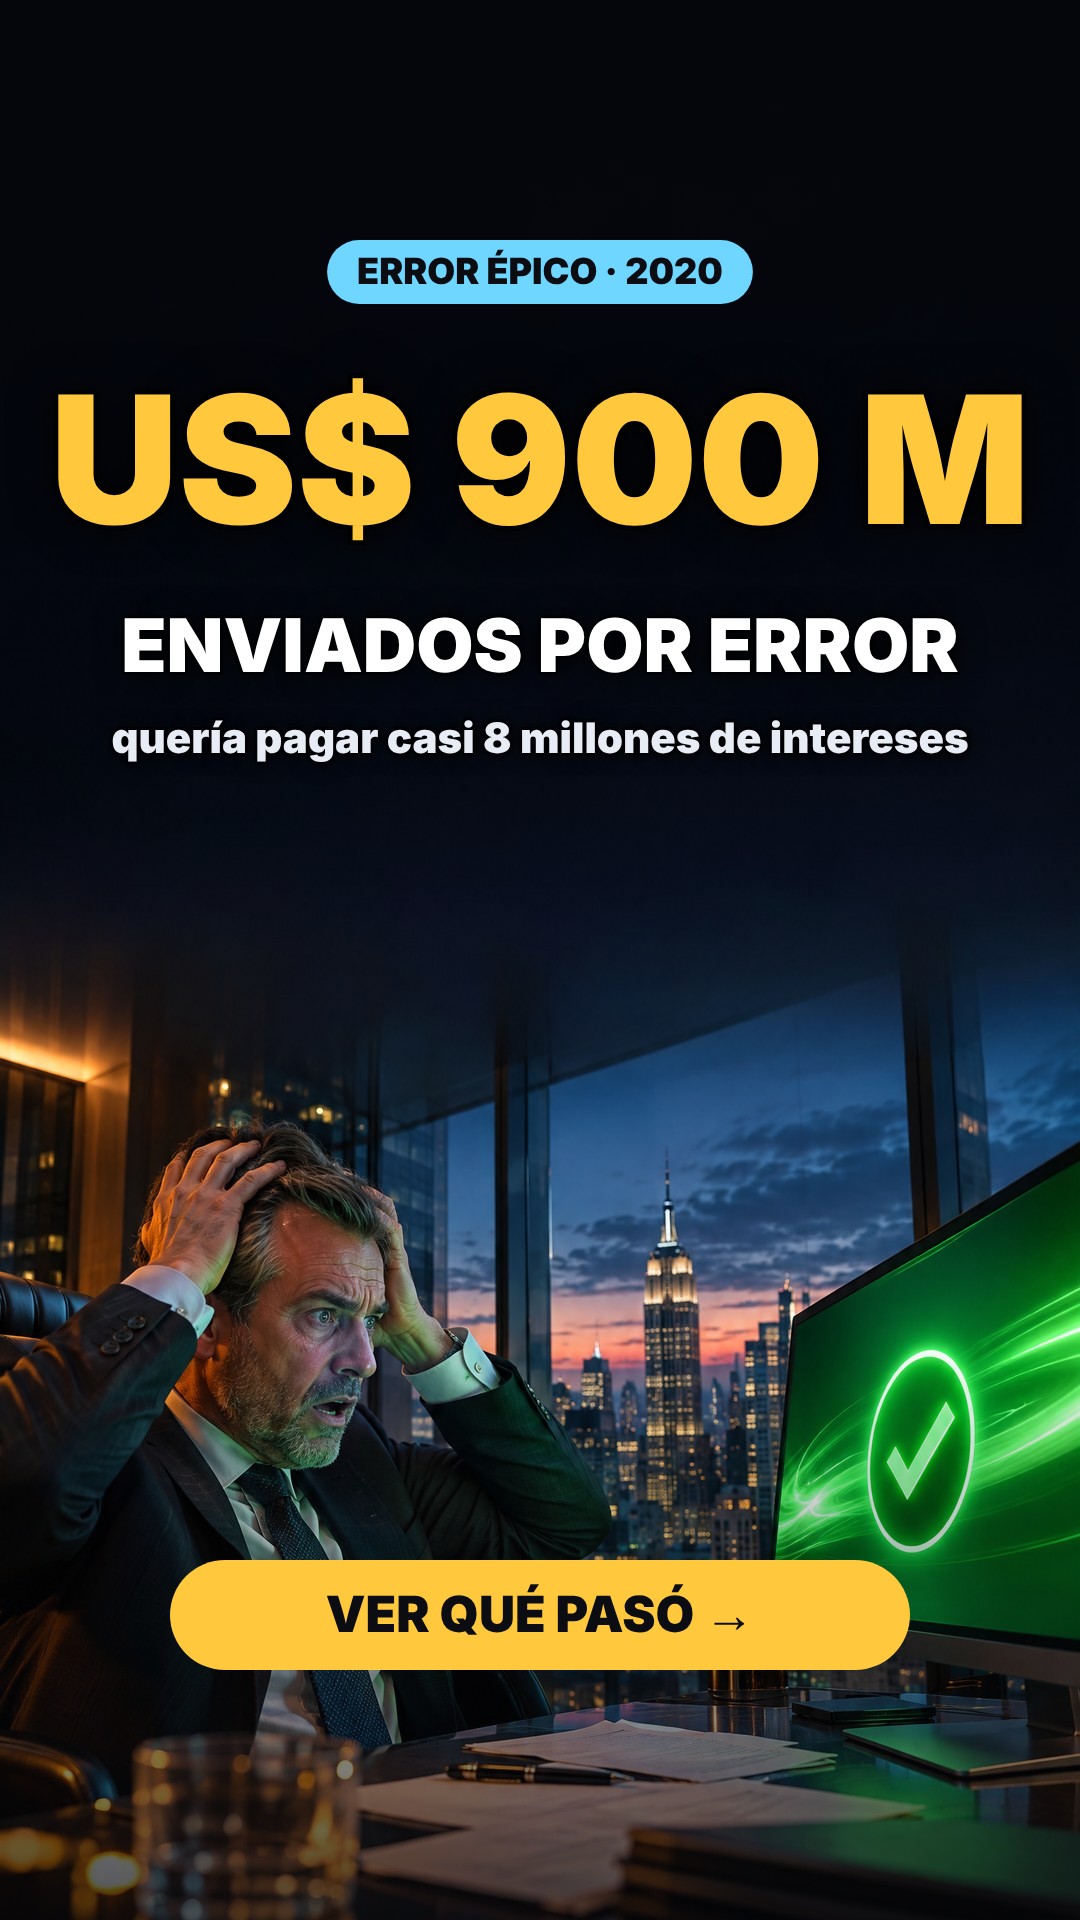 ERROR ÉPICO · 2020
US$ 900 M
ENVIADOS POR ERROR
quería pagar casi 8 millones de intereses
VER QUÉ PASÓ →